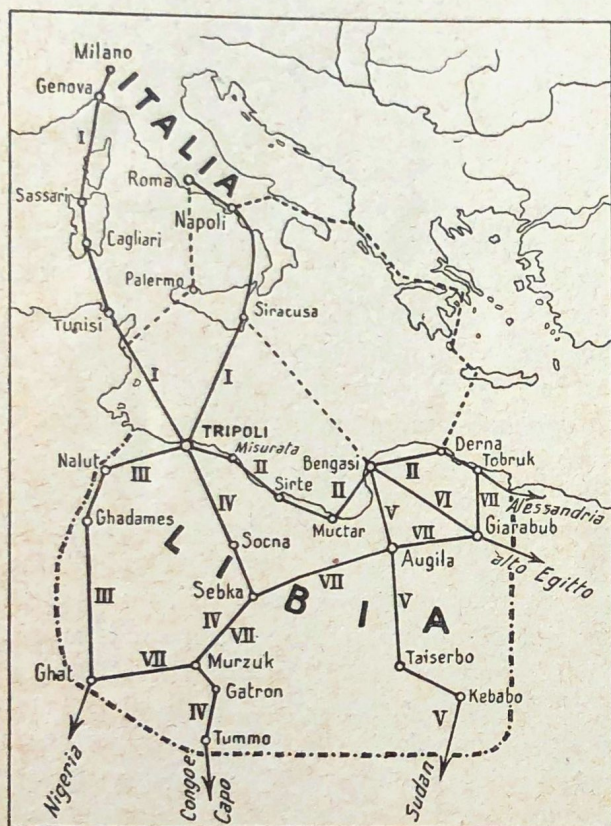 Milano
Genova
ITALIA
I
Roma
Sassari
Napoli
Cagliari
Palermo
Tunisi
Siracusa
I
I
TRIPOLI
Misurata
Derna
Nalut
III
II
Bengasi
II
Tobruk
Sirte
II
VI
VII
Alessandria
Ghadames
IV
Muctar
V
Giarabub
Socna
VII
alto Egitto
LIBIA
Augila
Sebka
VII
III
IV
VII
V
VII
Murzuk
Taiserbo
Ghat
Gatron
Kebabo
IV
V
Tummo
Nigeria
Congo e
Capo
Sudan